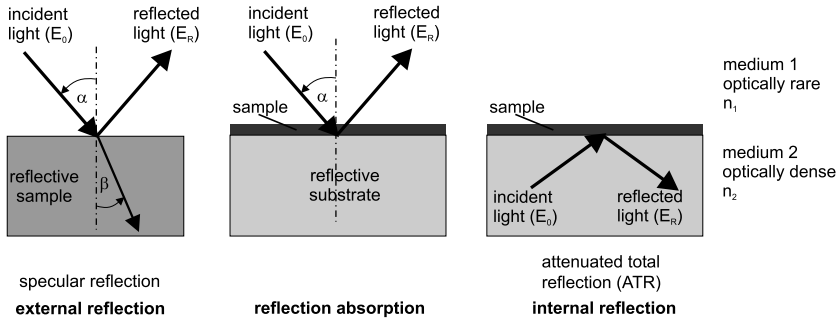 incident
light (E0)
reflected
light (ER)
α
reflective
sample
β
specular reflection
external reflection
incident
light (E0)
reflected
light (ER)
α
sample
reflective
substrate
reflection absorption
sample
incident
light (E0)
reflected
light (ER)
attenuated total
reflection (ATR)
internal reflection
medium 1
optically rare
n1
medium 2
optically dense
n2